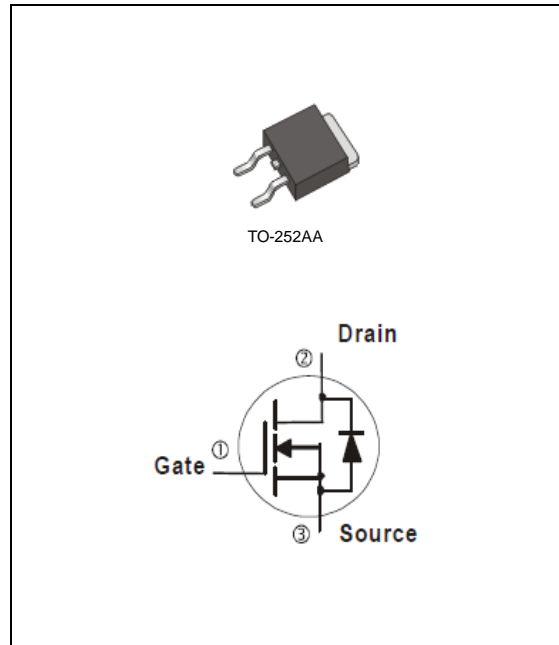 TO-252AA
Drain
②
①
Gate
③
Source